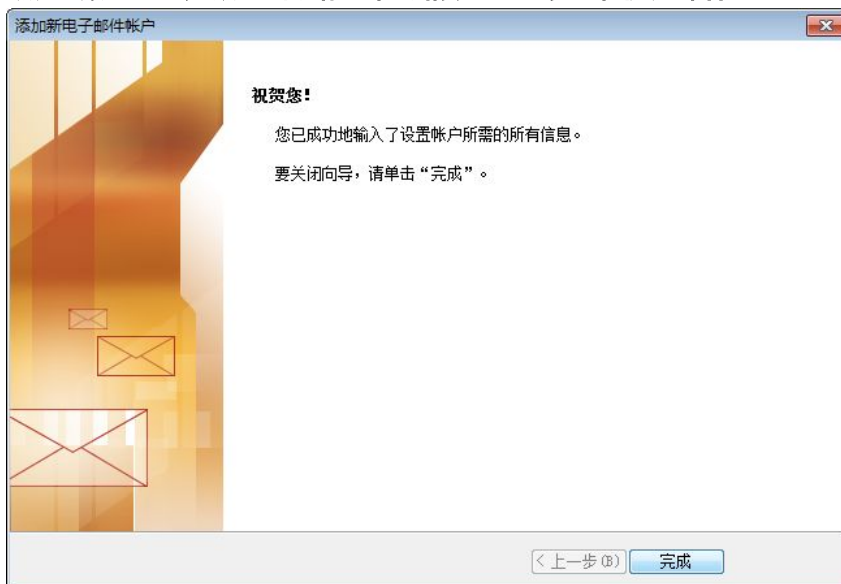 添加新电子邮件帐户
祝贺您!
您已成功地输入了设置帐户所需的所有信息。
要关闭向导，请单击“完成”。
< 上一步(B)
完成